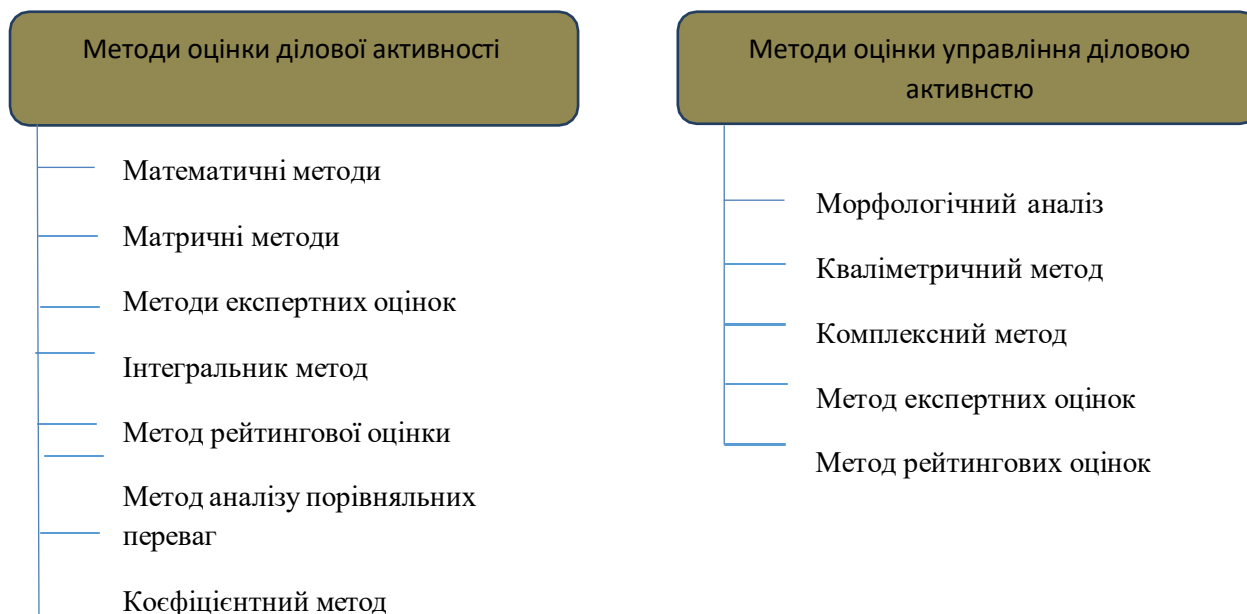 Методи оцінки ділової активності
Математичні методи
Матричні методи
Методи експертних оцінок
Інтегральник метод
Метод рейтингової оцінки
Метод аналізу порівняльних
переваг
Коєфіцієнтний метод
Методи оцінки управління діловою
активнстю
Морфологічний аналіз
Кваліметричний метод
Комплексний метод
Метод експертних оцінок
Метод рейтингових оцінок